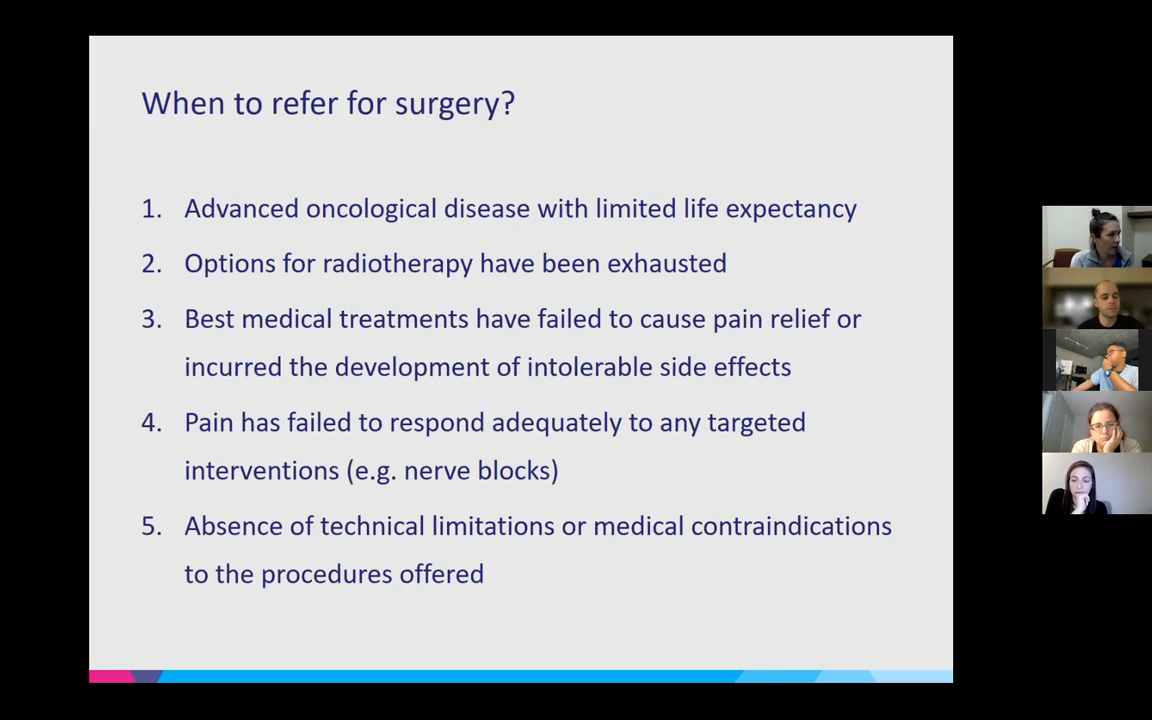 When to refer for surgery?
1. Advanced oncological disease with limited life expectancy
2. Options for radiotherapy have been exhausted
3. Best medical treatments have failed to cause pain relief or
incurred the development of intolerable side effects
4. Pain has failed to respond adequately to any targeted
interventions (e.g. nerve blocks)
5. Absence of technical limitations or medical contraindications
to the procedures offered